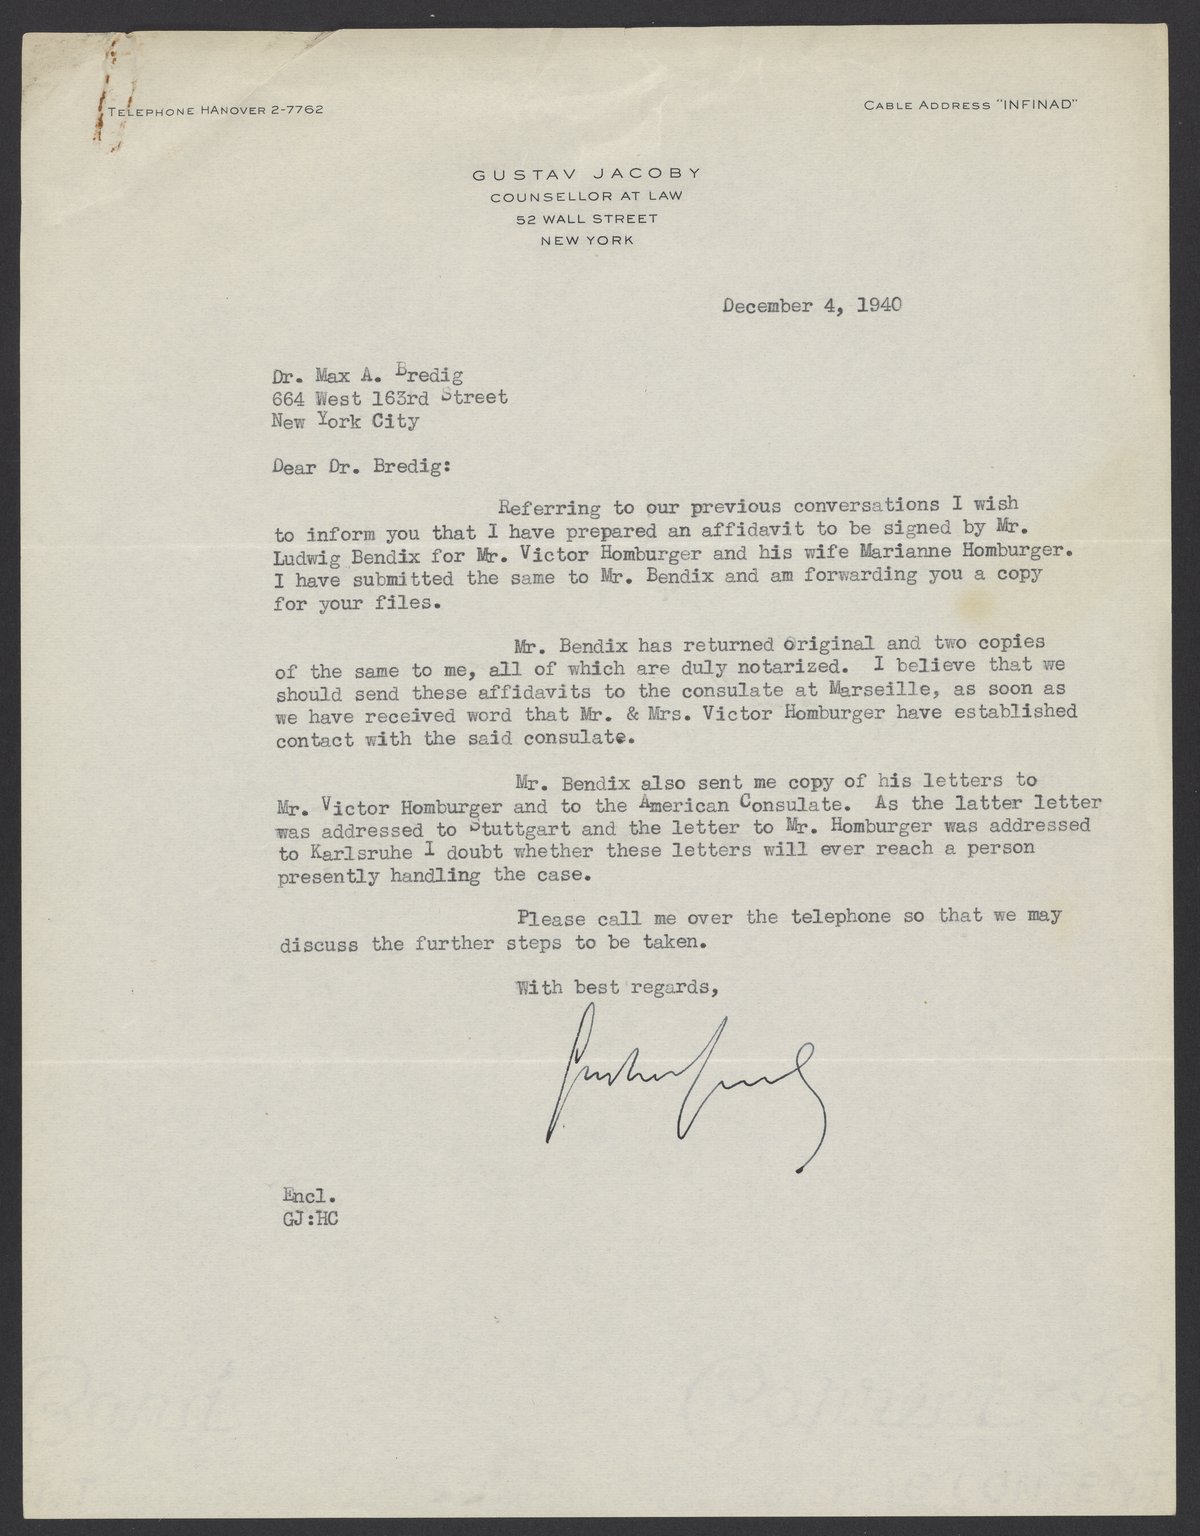 TELEPHONE HANOVER 2-7762
CABLE ADDRESS "INFINAD"
GUSTAV JACOBY
COUNSELLOR AT LAW
52 WALL STREET
NEW YORK
December 4, 1940
Dr. Max A. Bredig
664 West 163rd Street
New York City
Dear Dr. Bredig:
Referring to our previous conversations I wish
to inform you that I have prepared an affidavit to be signed by Mr.
Ludwig Bendix for Mr. Victor Homburger and his wife Marianne Homburger.
I have submitted the same to Mr. Bendix and am forwarding you a copy
for your files.
Mr. Bendix has returned original and two copies
of the same to me, all of which are duly notarized. I believe that we
should send these affidavits to the consulate at Marseille, as soon as
we have received word that Mr. & Mrs. Victor Homburger have established
contact with the said consulate.
Mr. Bendix also sent me copy of his letters to
Mr. Victor Homburger and to the American Consulate. As the latter letter
was addressed to Stuttgart and the letter to Mr. Homburger was addressed
to Karlsruhe I doubt whether these letters will ever reach a person
presently handling the case.
Please call me over the telephone so that we may
discuss the further steps to be taken.
With best regards,
Gustav Jacoby
Encl.
GJ:HC